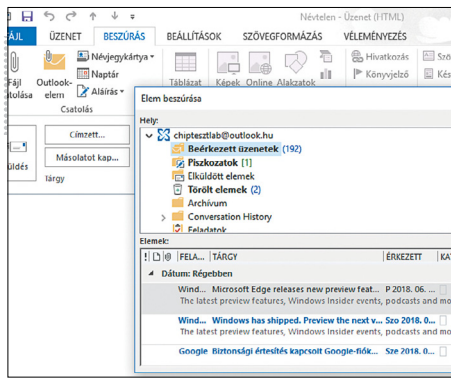 Névtelen - Üzenet (HTML)
FÁJL ÜZENET BESZÚRÁS BEÁLLÍTÁSOK SZÖVEGFORMÁZÁS VÉLEMÉNYEZÉS
Fájl
Outlook-
elem
Névjegykártya
Naptár
Aláírás
Csatolás
Táblázat Képek Online Alakzatok
Hivatkozás
Könyvjelző
Címzett...
Másolatot kap...
Tárgy
Elem beszúrása
Hely:
chiptesztlab@outlook.hu
Beérkezett üzenetek (192)
Piszkozatok [1]
Elküldött elemek
Törölt elemek (2)
Archívum
Conversation History
Feladatok
Elemek:
! FELA... TÁRGY ÉRKEZETT
Dátum: Régebben
Wind... Microsoft Edge releases new preview feat... P 2018. 06. ...
The latest preview features, Windows Insider events, podcasts and
Wind... Windows has shipped. Preview the next v... Szo 2018. 0...
The latest preview features, Windows Insider events, podcasts and
Google Biztonsági értesítés kapcsolt Google-fiók... Sze 2018. 0...